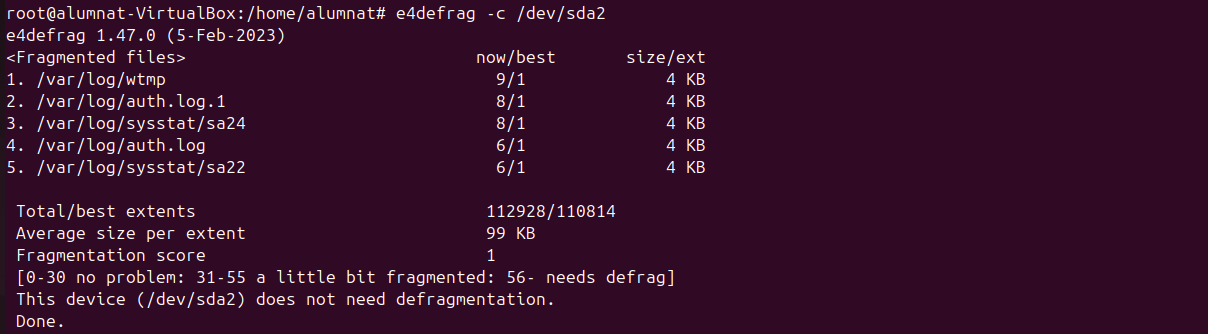 root@alumnat-VirtualBox:/home/alumnat# e4defrag -c /dev/sda2
e4defrag 1.47.0 (5-Feb-2023)
<Fragmented files>                             now/best       size/ext
1. /var/log/wtmp                                 9/1              4 KB
2. /var/log/auth.log.1                           8/1              4 KB
3. /var/log/sysstat/sa24                         8/1              4 KB
4. /var/log/auth.log                             6/1              4 KB
5. /var/log/sysstat/sa22                         6/1              4 KB

 Total/best extents                             112928/110814
 Average size per extent                        99 KB
 Fragmentation score                            1
 [0-30 no problem: 31-55 a little bit fragmented: 56- needs defrag]
 This device (/dev/sda2) does not need defragmentation.
 Done.